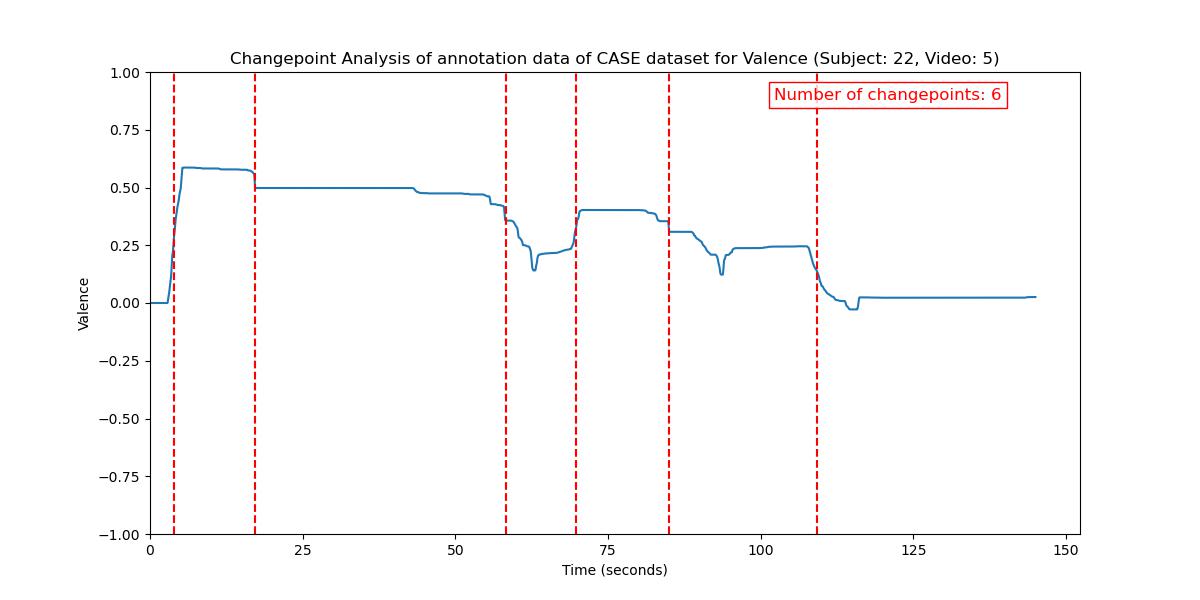 Changepoint Analysis of annotation data of CASE dataset for Valence (Subject: 22, Video: 5)
Number of changepoints: 6
Valence
1.00
0.75
0.50
0.25
0.00
−0.25
−0.50
−0.75
−1.00
0 25 50 75 100 125 150
Time (seconds)